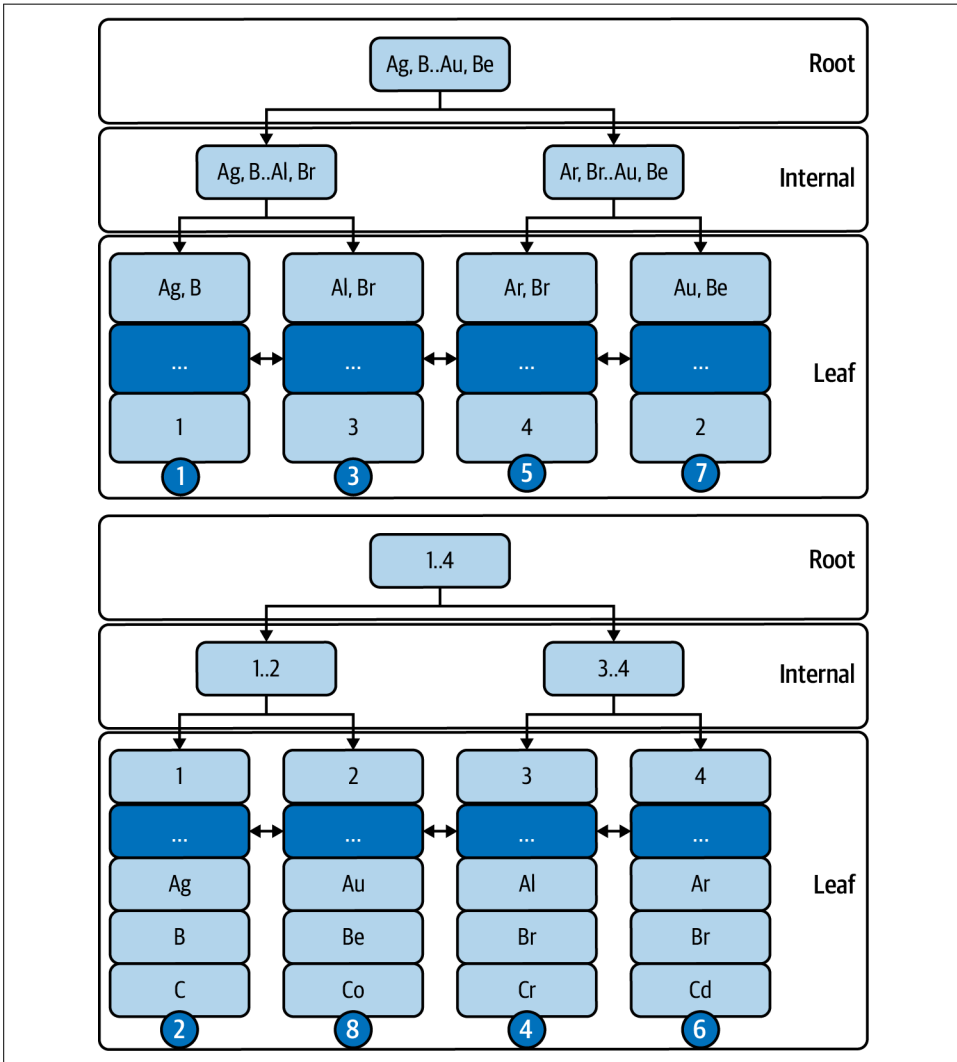 Ag, B..Au, Be
Root
Ag, B..Al, Br
Ar, Br..Au, Be
Internal
Ag, B
Al, Br
Ar, Br
Au, Be
...
...
...
...
Leaf
1
3
4
2
1
3
5
7
1..4
Root
1..2
3..4
Internal
1
2
3
4
...
...
...
...
Ag
Au
Al
Ar
Leaf
B
Be
Br
Br
C
Co
Cr
Cd
2
8
4
6